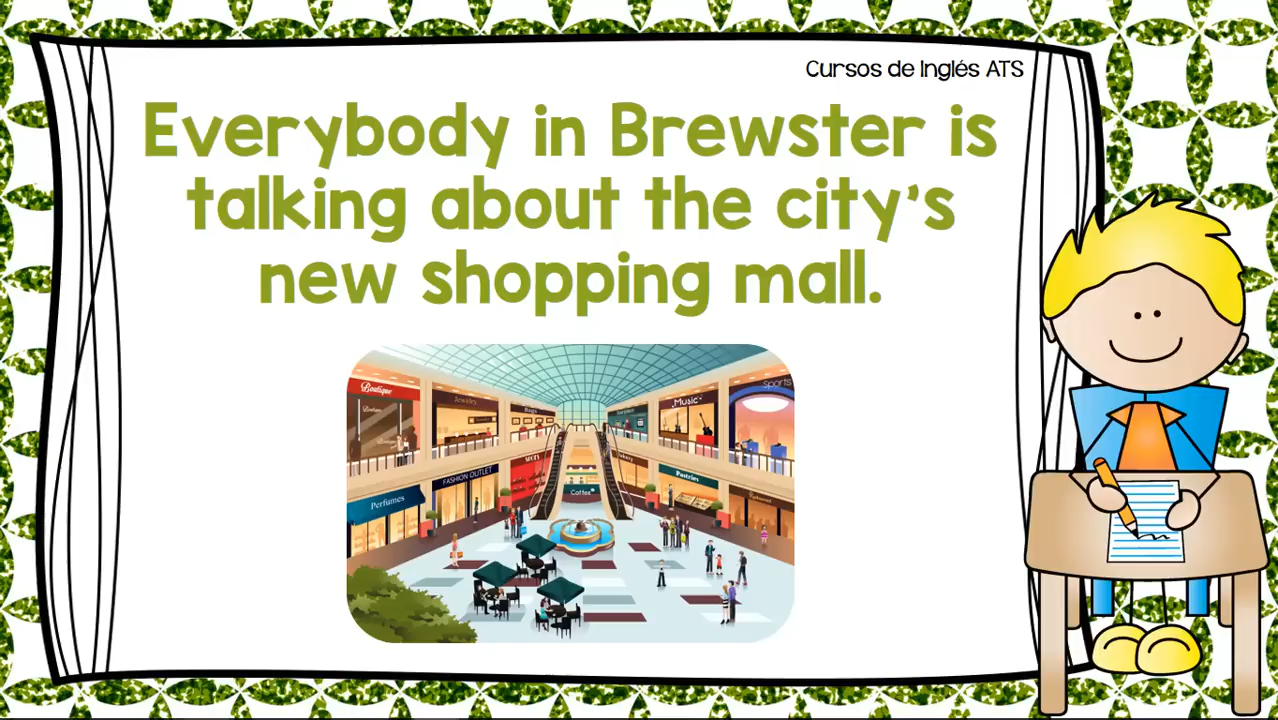 Cursos de Inglés ATS
Everybody in Brewster is
talking about the city's
new shopping mall.
Boutique
Jewelry
Music
Sports
Perfumes
FASHION OUTLET
Coffee
Pastries